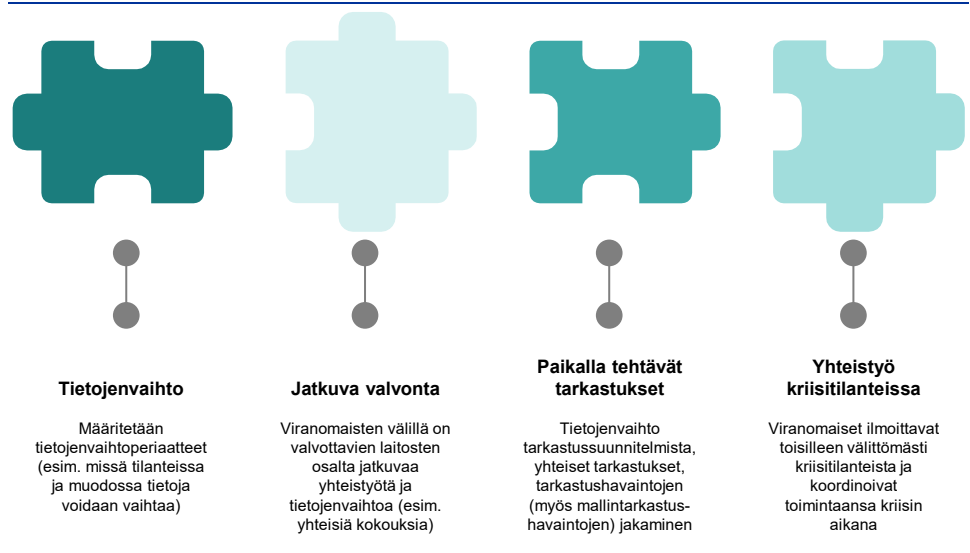 Tietojenvaihto
Määritetään
tietojenvaihtoperiaatteet
(esim. missä tilanteissa
ja muodossa tietoja
voidaan vaihtaa)
Jatkuva valvonta
Viranomaisten välillä on
valvottavien laitosten
osalta jatkuvaa
yhteistyötä ja
tietojenvaihtoa (esim.
yhteisiä kokouksia)
Paikalla tehtävät
tarkastukset
Tietojenvaihto
tarkastussuunnitelmista,
yhteiset tarkastukset,
tarkastushavaintojen
(myös mallintarkastus-
havaintojen) jakaminen
Yhteistyö
kriisitilanteissa
Viranomaiset ilmoittavat
toisilleen välittömästi
kriisitilanteista ja
koordinoivat
toimintaansa kriisin
aikana